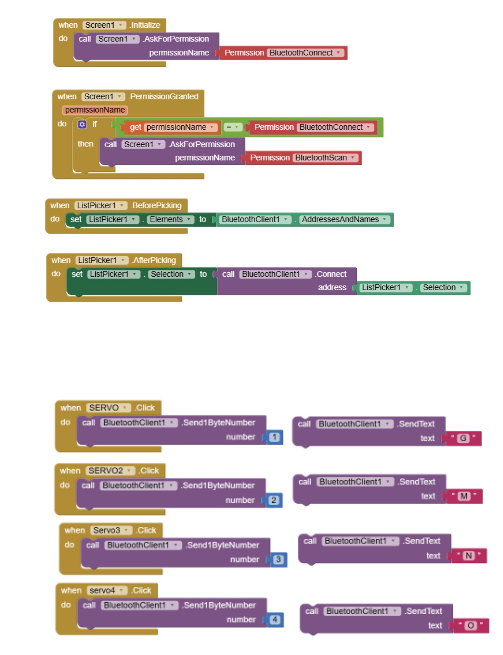 when Screen1 .Initialize
do call Screen1 .AskForPermission
permissionName Permission BluetoothConnect
when Screen1 .PermissionGranted
permissionName
do if get permissionName = Permission BluetoothConnect
then call Screen1 .AskForPermission
permissionName Permission BluetoothScan
when ListPicker1 .BeforePicking
do set ListPicker1 . Elements to BluetoothClient1 . AddressesAndNames
when ListPicker1 .AfterPicking
do set ListPicker1 . Selection to call BluetoothClient1 .Connect
address ListPicker1 . Selection
when SERVO .Click
do call BluetoothClient1 .Send1ByteNumber call BluetoothClient1 .SendText
number 1 text "G"
when SERVO2 .Click
do call BluetoothClient1 .Send1ByteNumber call BluetoothClient1 .SendText
number 2 text "M"
when Servo3 .Click
do call BluetoothClient1 .Send1ByteNumber call BluetoothClient1 .SendText
number 3 text "N"
when servo4 .Click
do call BluetoothClient1 .Send1ByteNumber call BluetoothClient1 .SendText
number 4 text "O"